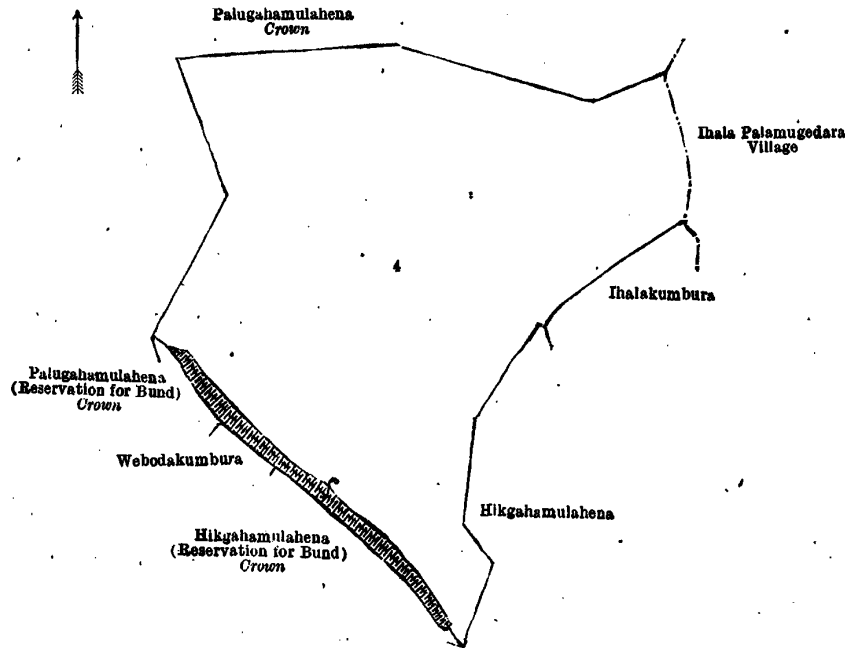 Palugahamulahena
Crown
Ihala Palamugedara
Village
4
Ihalakumbura
Palugahamulahena
(Reservation for Bund)
Crown
Webodakumbura
Hikgahamulahena
Hikgahamulahena
(Reservation for Bund)
Crown